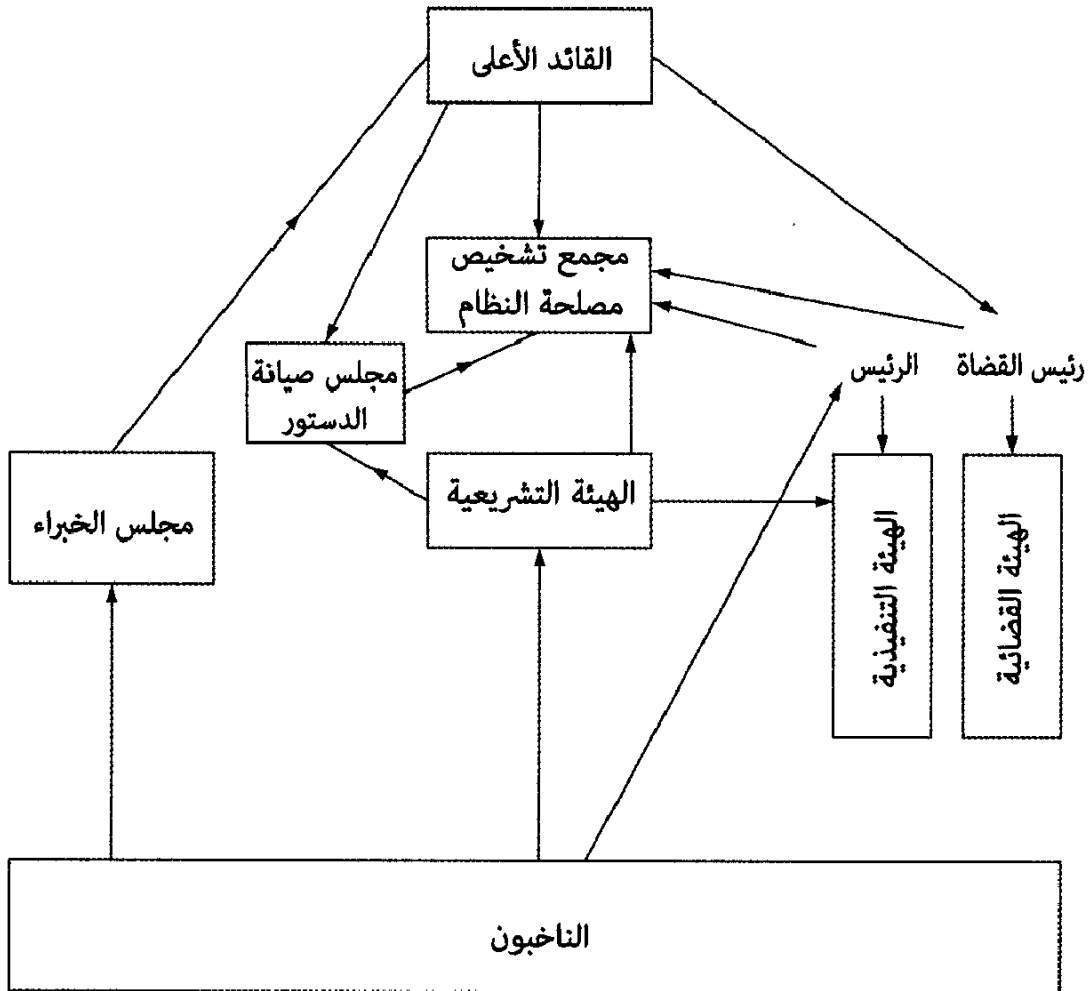 القائد الأعلى
مجمع تشخيص
مصلحة النظام
رئيس القضاة
الرئيس
مجلس صيانة
الدستور
الهيئة التشريعية
مجلس الخبراء
الهيئة القضائية
الهيئة التنفيذية
الناخبون